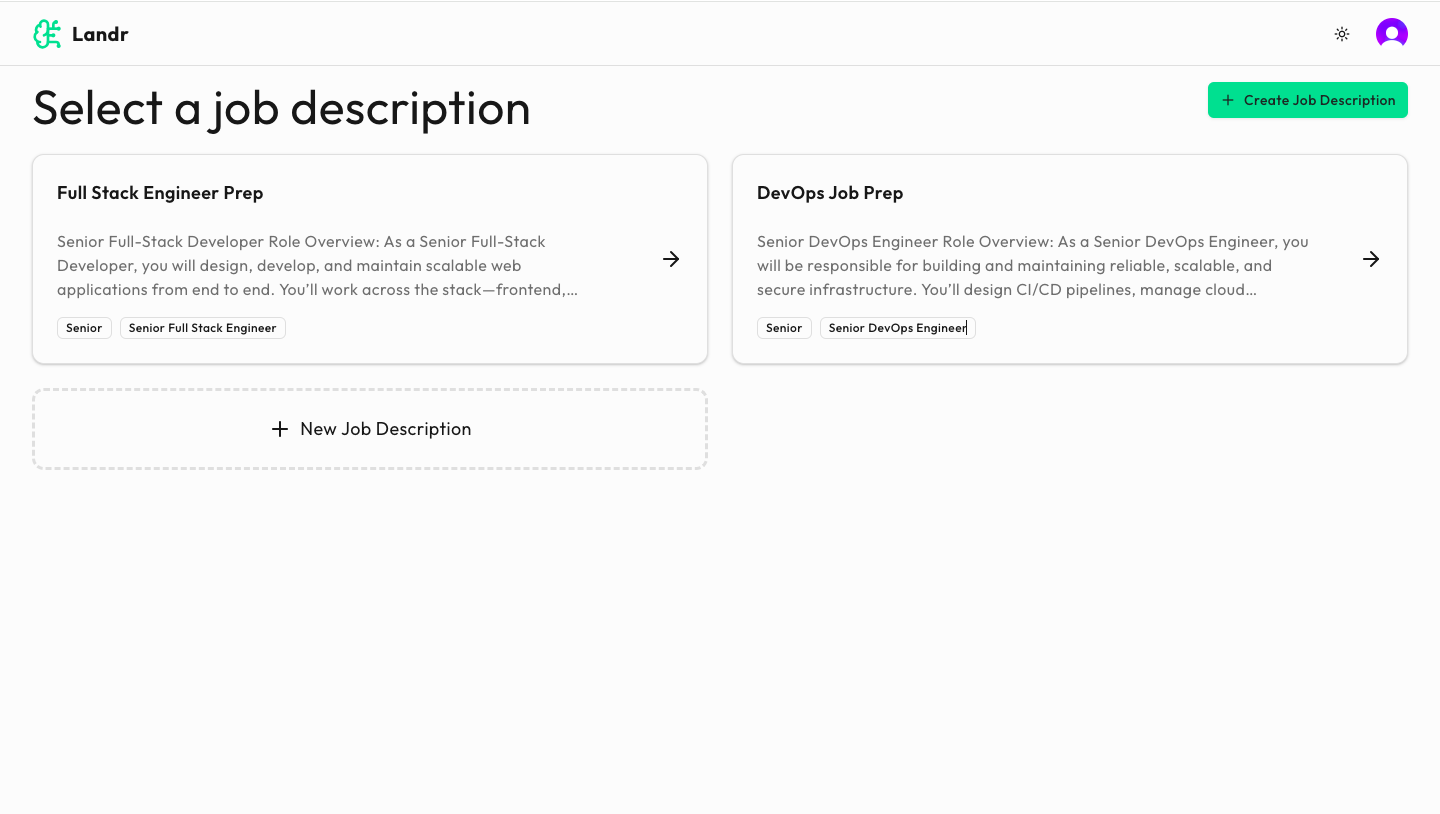 Landr
Select a job description
Create Job Description
Full Stack Engineer Prep
Senior Full-Stack Developer Role Overview: As a Senior Full-Stack
Developer, you will design, develop, and maintain scalable web
applications from end to end. You’ll work across the stack—frontend,…
Senior
Senior Full Stack Engineer
DevOps Job Prep
Senior DevOps Engineer Role Overview: As a Senior DevOps Engineer, you
will be responsible for building and maintaining reliable, scalable, and
secure infrastructure. You’ll design CI/CD pipelines, manage cloud…
Senior
Senior DevOps Engineer
New Job Description